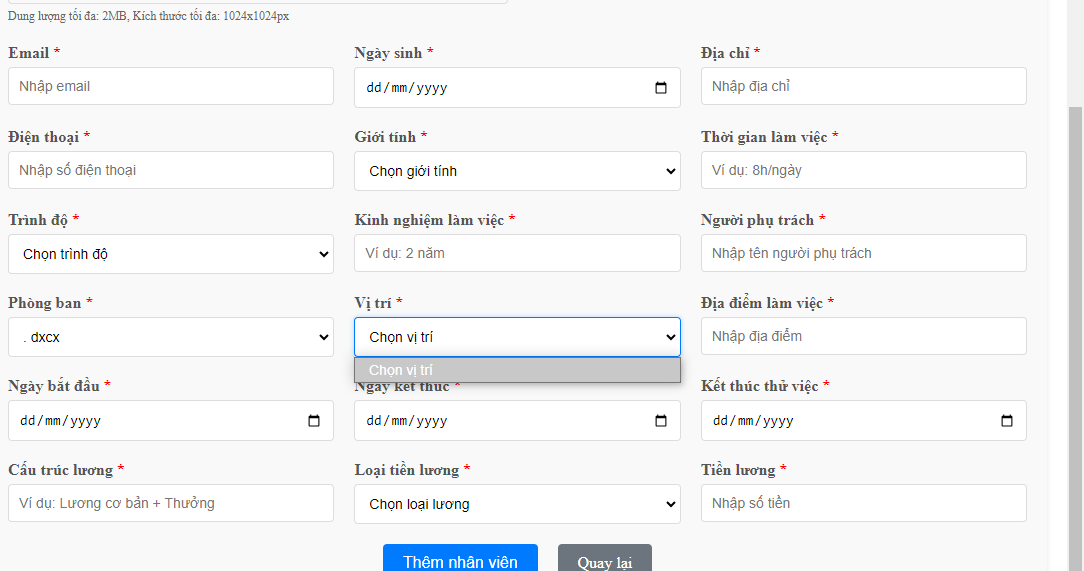 Dung lượng tối đa: 2MB, Kích thước tối đa: 1024x1024px
Email * Ngày sinh * Địa chỉ *
Nhập email dd/mm/yyyy Nhập địa chỉ
Điện thoại * Giới tính * Thời gian làm việc *
Nhập số điện thoại Chọn giới tính Ví dụ: 8h/ngày
Trình độ * Kinh nghiệm làm việc * Người phụ trách *
Chọn trình độ Ví dụ: 2 năm Nhập tên người phụ trách
Phòng ban * Vị trí * Địa điểm làm việc *
. dxcx Chọn vị trí Nhập địa điểm
Chọn vị trí
Ngày bắt đầu * Ngày kết thúc * Kết thúc thử việc *
dd/mm/yyyy dd/mm/yyyy dd/mm/yyyy
Cấu trúc lương * Loại tiền lương * Tiền lương *
Ví dụ: Lương cơ bản + Thưởng Chọn loại lương Nhập số tiền
Thêm nhân viên Quay lại